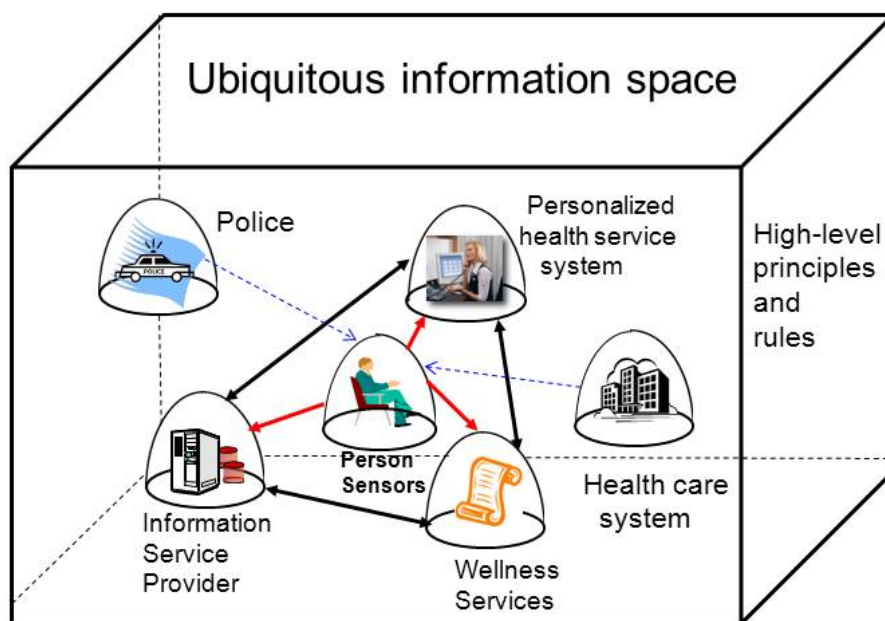 Ubiquitous information space
Police
Personalized
health service
system
High-level
principles
and
rules
POLICE
Person
Sensors
Information
Service
Provider
Health care
system
Wellness
Services